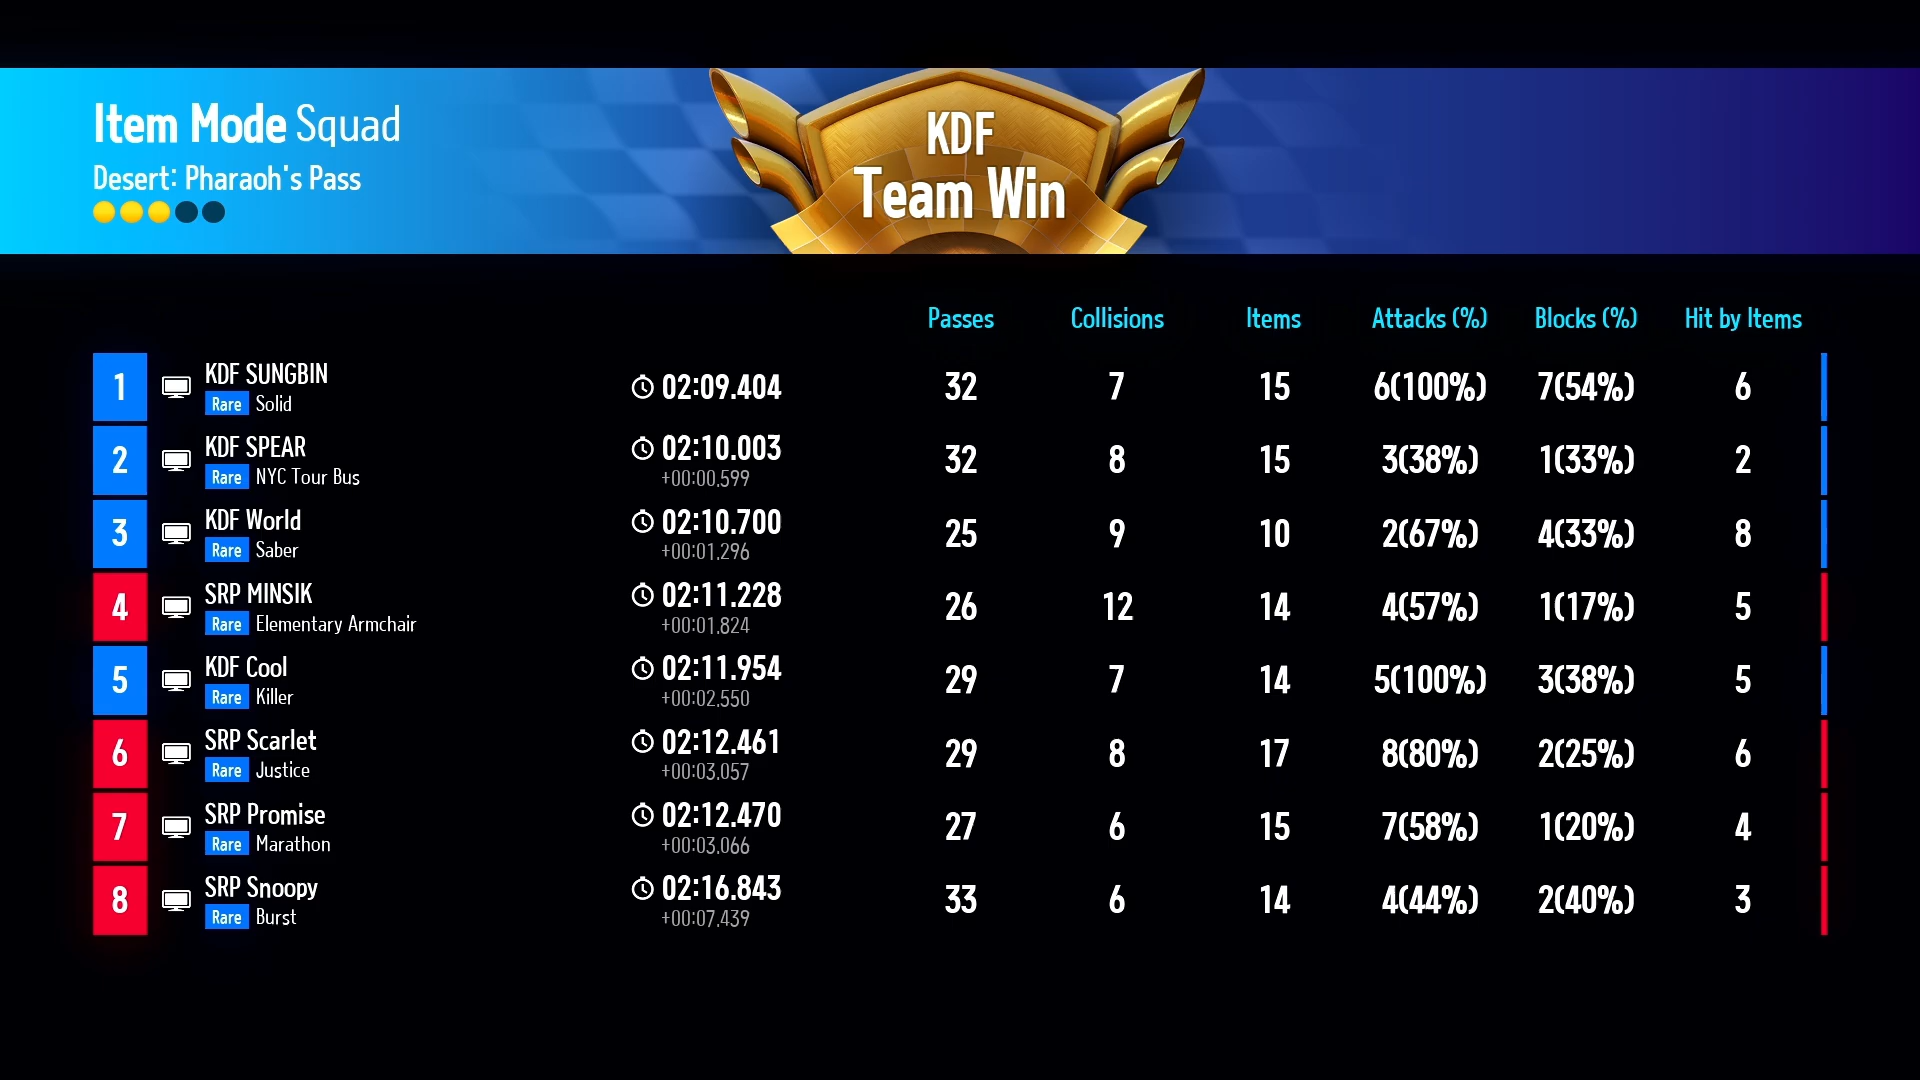 Item Mode Squad
Desert: Pharaoh's Pass
KDF
Team Win
Passes Collisions Items Attacks (%) Blocks (%) Hit by Items
1 KDF SUNGBIN 02:09.404 32 7 15 6(100%) 7(54%) 6
Rare Solid
2 KDF SPEAR 02:10.003 32 8 15 3(38%) 1(33%) 2
Rare NYC Tour Bus +00:00.599
3 KDF World 02:10.700 25 9 10 2(67%) 4(33%) 8
Rare Saber +00:01.296
4 SRP MINSIK 02:11.228 26 12 14 4(57%) 1(17%) 5
Rare Elementary Armchair +00:01.824
5 KDF Cool 02:11.954 29 7 14 5(100%) 3(38%) 5
Rare Killer +00:02.550
6 SRP Scarlet 02:12.461 29 8 17 8(80%) 2(25%) 6
Rare Justice +00:03.057
7 SRP Promise 02:12.470 27 6 15 7(58%) 1(20%) 4
Rare Marathon +00:03.066
8 SRP Snoopy 02:16.843 33 6 14 4(44%) 2(40%) 3
Rare Burst +00:07.439